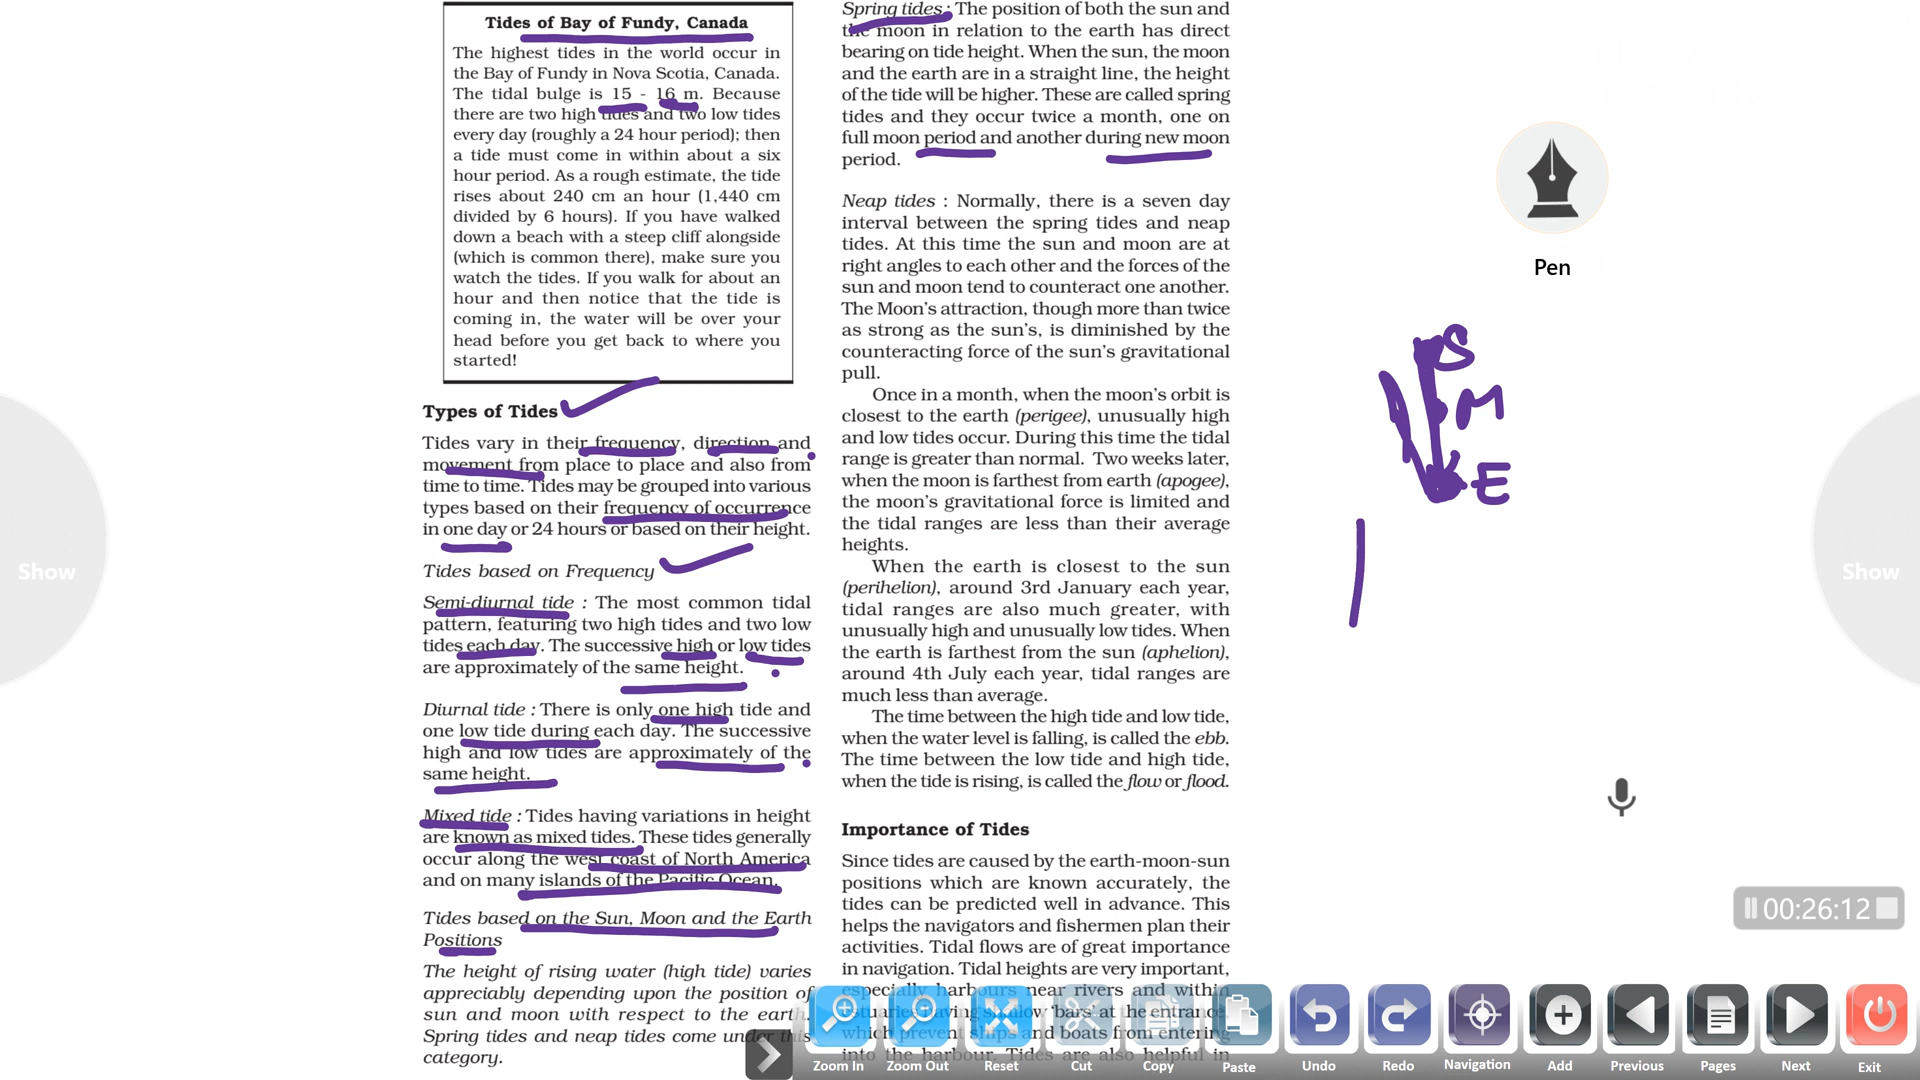 Tides of Bay of Fundy, Canada
The highest tides in the world occur in
the Bay of Fundy in Nova Scotia, Canada.
The tidal bulge is 15 - 16 m. Because
there are two high tides and two low tides
every day (roughly a 24 hour period); then
a tide must come in within about a six
hour period. As a rough estimate, the tide
rises about 240 cm an hour (1,440 cm
divided by 6 hours). If you have walked
down a beach with a steep cliff alongside
(which is common there), make sure you
watch the tides. If you walk for about an
hour and then notice that the tide is
coming in, the water will be over your
head before you get back to where you
started!
Types of Tides
Tides vary in their frequency, direction and
movement from place to place and also from
time to time. Tides may be grouped into various
types based on their frequency of occurrence
in one day or 24 hours or based on their height.
Tides based on Frequency
Semi-diurnal tide : The most common tidal
pattern, featuring two high tides and two low
tides each day. The successive high or low tides
are approximately of the same height.
Diurnal tide : There is only one high tide and
one low tide during each day. The successive
high and low tides are approximately of the
same height.
Mixed tide : Tides having variations in height
are known as mixed tides. These tides generally
occur along the west coast of North America
and on many islands of the Pacific Ocean.
Tides based on the Sun, Moon and the Earth
Positions
The height of rising water (high tide) varies
appreciably depending upon the position of
sun and moon with respect to the earth.
Spring tides and neap tides come under this
category.
Spring tides : The position of both the sun and
the moon in relation to the earth has direct
bearing on tide height. When the sun, the moon
and the earth are in a straight line, the height
of the tide will be higher. These are called spring
tides and they occur twice a month, one on
full moon period and another during new moon
period.
Neap tides : Normally, there is a seven day
interval between the spring tides and neap
tides. At this time the sun and moon are at
right angles to each other and the forces of the
sun and moon tend to counteract one another.
The Moon's attraction, though more than twice
as strong as the sun's, is diminished by the
counteracting force of the sun's gravitational
pull.
Once in a month, when the moon's orbit is
closest to the earth (perigee), unusually high
and low tides occur. During this time the tidal
range is greater than normal. Two weeks later,
when the moon is farthest from earth (apogee),
the moon's gravitational force is limited and
the tidal ranges are less than their average
heights.
When the earth is closest to the sun
(perihelion), around 3rd January each year,
tidal ranges are also much greater, with
unusually high and unusually low tides. When
the earth is farthest from the sun (aphelion),
around 4th July each year, tidal ranges are
much less than average.
The time between the high tide and low tide,
when the water level is falling, is called the ebb.
The time between the low tide and high tide,
when the tide is rising, is called the flow or flood.
Importance of Tides
Since tides are caused by the earth-moon-sun
positions which are known accurately, the
tides can be predicted well in advance. This
helps the navigators and fishermen plan their
activities. Tidal flows are of great importance
in navigation. Tidal heights are very important,
especially harbours near rivers and within
estuaries having shallow 'bars' at the entrance,
which prevent ships and boats from entering
into the harbour. Tides are also helpful in
Pen
S
M
E
Show
Show
00:26:12
Zoom In Zoom Out Reset Cut Copy Paste Undo Redo Navigation Add Previous Pages Next Exit